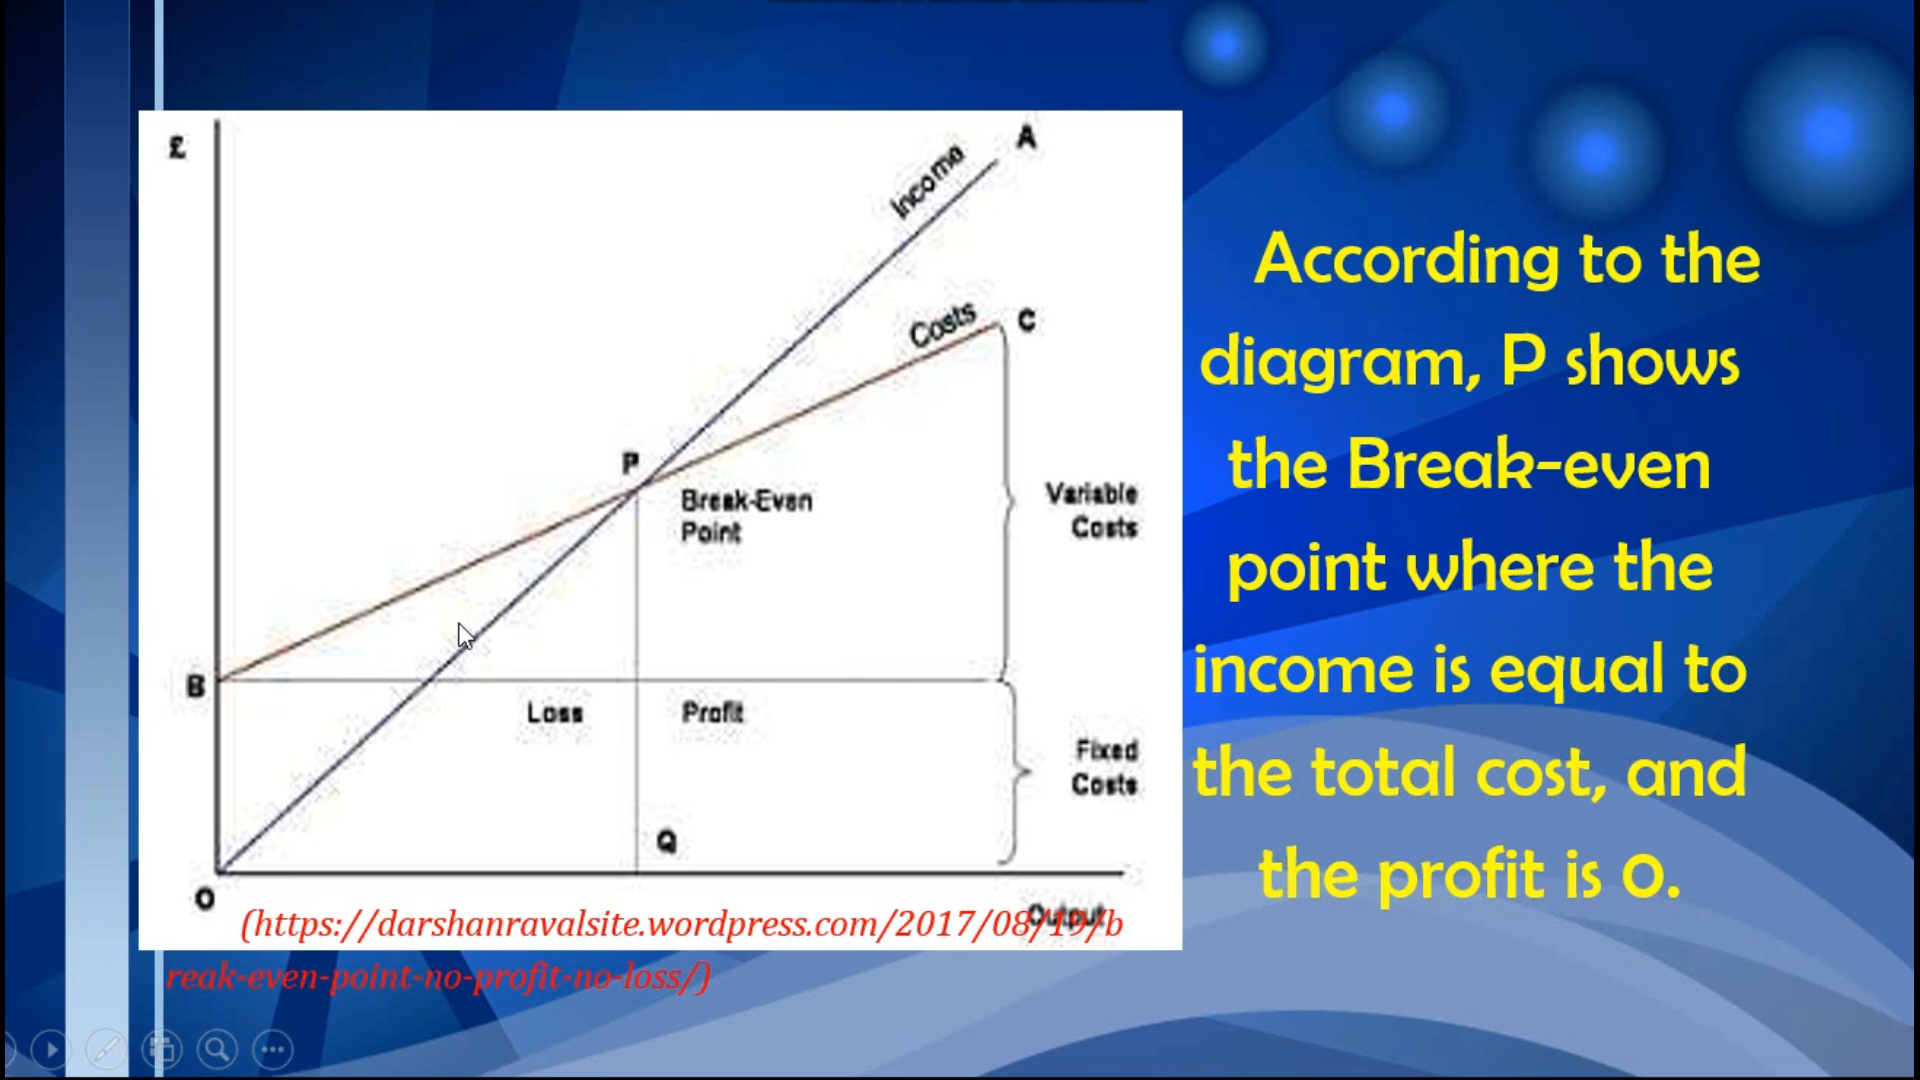 £
A
Income
Costs
C
P
Break-Even
Point
Variable
Costs
B
Loss
Profit
Fixed
Costs
Q
O
Output
(https://darshanravalsite.wordpress.com/2017/08/19/b
reak-even-point-no-profit-no-loss/)
According to the
diagram, P shows
the Break-even
point where the
income is equal to
the total cost, and
the profit is 0.